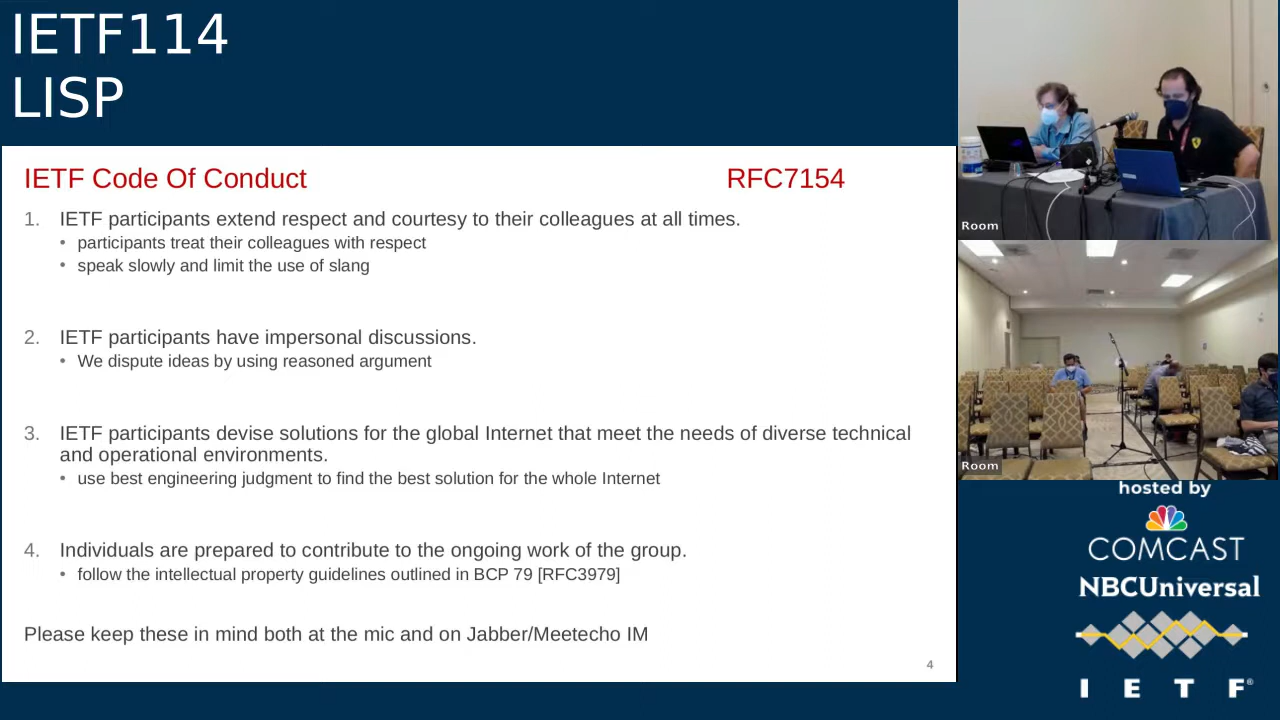 IETF114
LISP
IETF Code Of Conduct RFC7154
1. IETF participants extend respect and courtesy to their colleagues at all times.
• participants treat their colleagues with respect
• speak slowly and limit the use of slang
2. IETF participants have impersonal discussions.
• We dispute ideas by using reasoned argument
3. IETF participants devise solutions for the global Internet that meet the needs of diverse technical
and operational environments.
• use best engineering judgment to find the best solution for the whole Internet
4. Individuals are prepared to contribute to the ongoing work of the group.
• follow the intellectual property guidelines outlined in BCP 79 [RFC3979]
Please keep these in mind both at the mic and on Jabber/Meetecho IM
4
Room
Room
hosted by
COMCAST
NBCUniversal
I E T F®